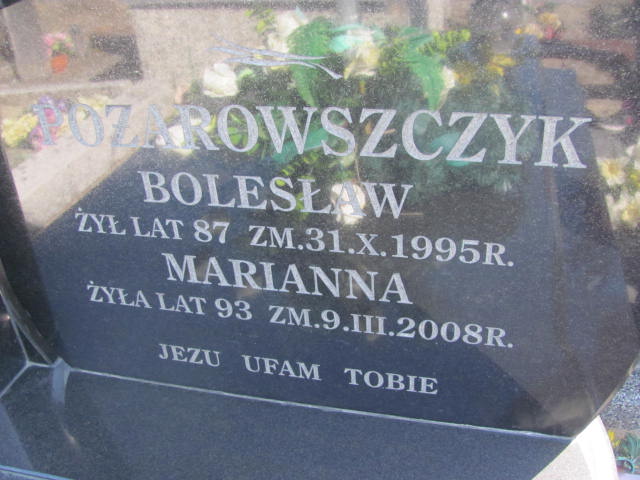 POŻAROWSZCZYK
BOLESŁAW
ŻYŁ LAT 87 ZM.31.X.1995R.
MARIANNA
ŻYŁA LAT 93 ZM.9.III.2008R.
JEZU UFAM TOBIE